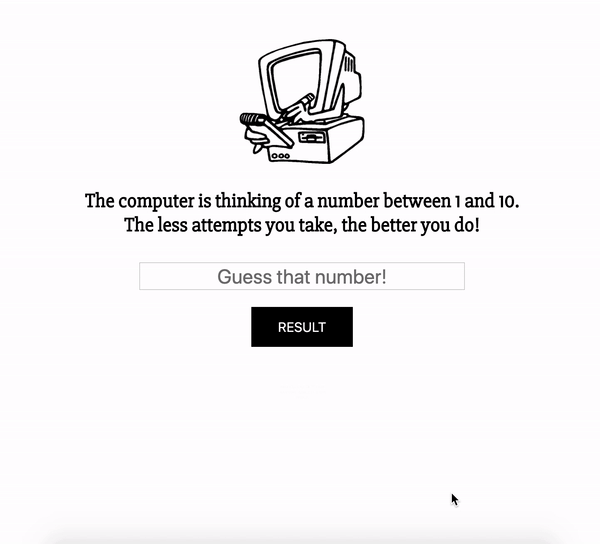 The computer is thinking of a number between 1 and 10.
The less attempts you take, the better you do!
Guess that number!
RESULT